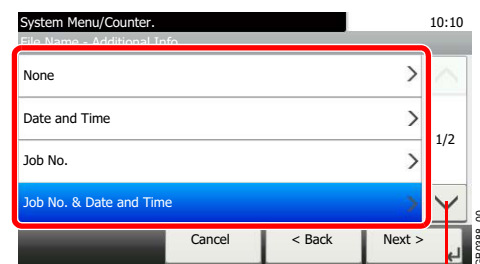 System Menu/Counter. 10:10
File Name - Additional Info.
None
Date and Time
1/2
Job No.
Job No. & Date and Time
Cancel < Back Next >